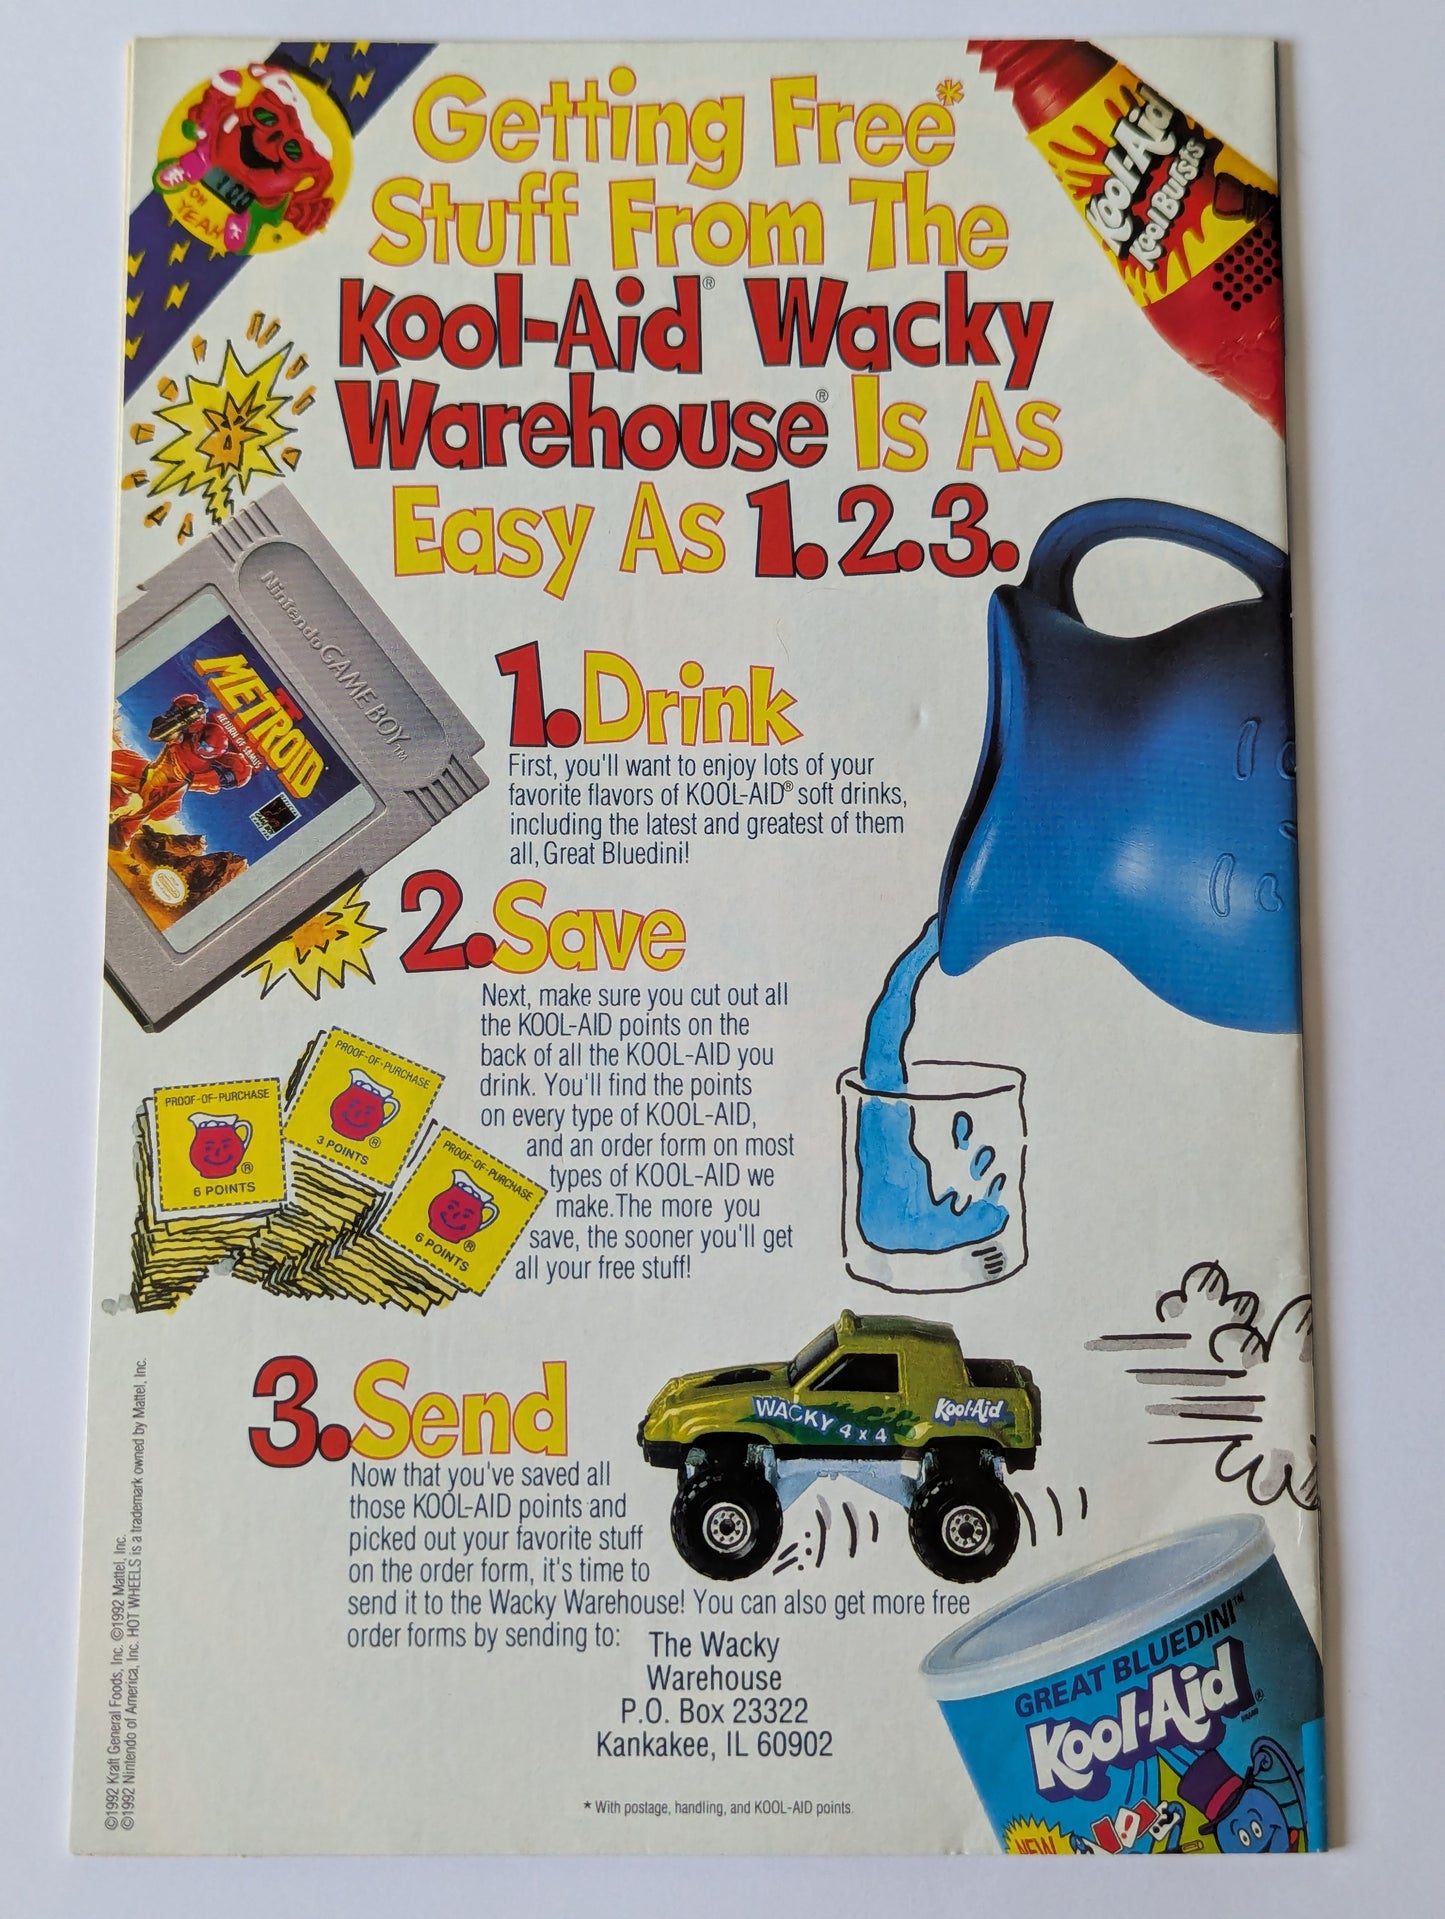 Getting Free*
Stuff From The
Kool-Aid® Wacky
Warehouse® Is As
Easy As 1.2.3.
OH
YEAH
Kool-Aid
Kool Bursts
Nintendo GAME BOY™
METROID
II
RETURN OF SAMUS
1.Drink
First, you'll want to enjoy lots of your
favorite flavors of KOOL-AID® soft drinks,
including the latest and greatest of them
all, Great Bluedini!
2.Save
Next, make sure you cut out all
the KOOL-AID points on the
back of all the KOOL-AID you
drink. You'll find the points
on every type of KOOL-AID,
and an order form on most
types of KOOL-AID we
make. The more you
save, the sooner you'll get
all your free stuff!
PROOF-OF-PURCHASE
®
6 POINTS
PROOF-OF-PURCHASE
®
3 POINTS
PROOF-OF-PURCHASE
®
6 POINTS
3.Send
Now that you've saved all
those KOOL-AID points and
picked out your favorite stuff
on the order form, it's time to
send it to the Wacky Warehouse! You can also get more free
order forms by sending to:
The Wacky
Warehouse
P.O. Box 23322
Kankakee, IL 60902
WACKY 4 x 4
Kool-Aid
GREAT BLUEDINI™
Kool-Aid
NEW
* With postage, handling, and KOOL-AID points.
©1992 Kraft General Foods, Inc. ©1992 Mattel, Inc.
©1992 Nintendo of America, Inc. HOT WHEELS is a trademark owned by Mattel, Inc.